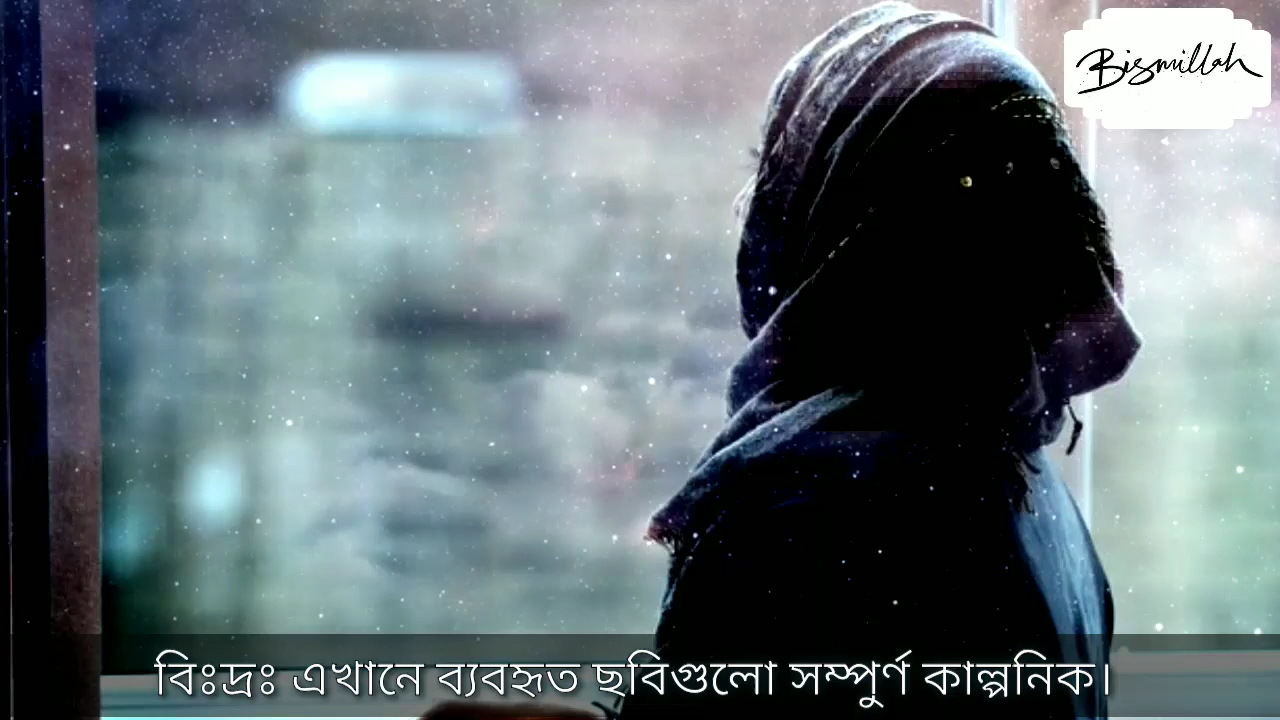 Bismillah
বিঃদ্রঃ এখানে ব্যবহৃত ছবিগুলো সম্পুর্ণ কাল্পনিক।